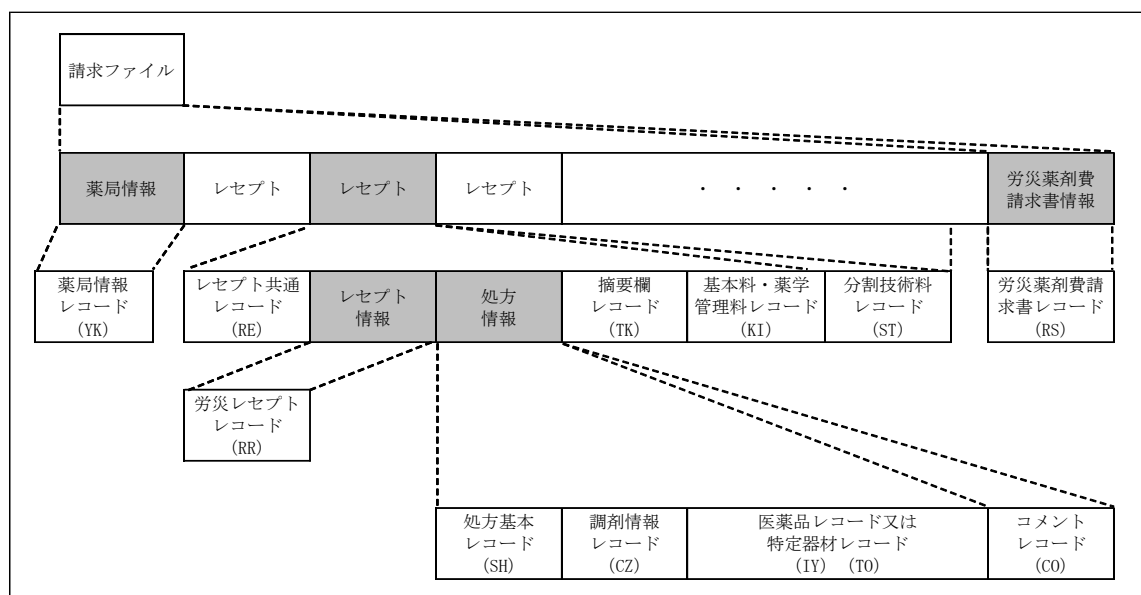 請求ファイル
薬局情報
レセプト
レセプト
レセプト
・ ・ ・ ・ ・
労災薬剤費
請求書情報
薬局情報
レコード
(YK)
レセプト共通
レコード
(RE)
レセプト
情報
処方
情報
摘要欄
レコード
(TK)
基本料・薬学
管理料レコード
(KI)
分割技術料
レコード
(ST)
労災薬剤費請
求書レコード
(RS)
労災レセプト
レコード
(RR)
処方基本
レコード
(SH)
調剤情報
レコード
(CZ)
医薬品レコード又は
特定器材レコード
(IY) (TO)
コメント
レコード
(CO)